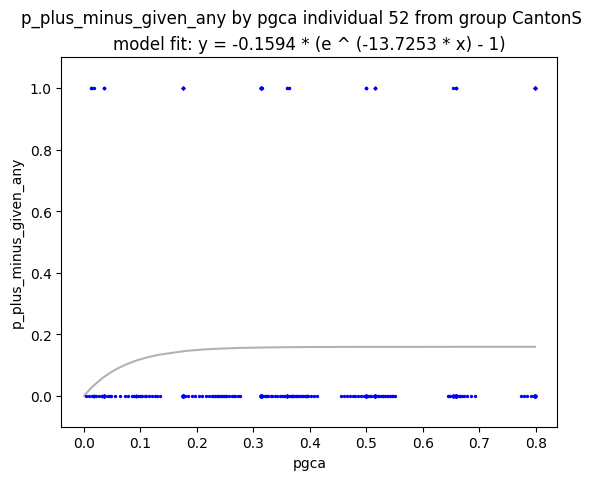 p_plus_minus_given_any by pgca individual 52 from group CantonS
model fit: y = -0.1594 * (e ^ (-13.7253 * x) - 1)
1.0
0.8
0.6
0.4
0.2
0.0
p_plus_minus_given_any
0.0 0.1 0.2 0.3 0.4 0.5 0.6 0.7 0.8
pgca